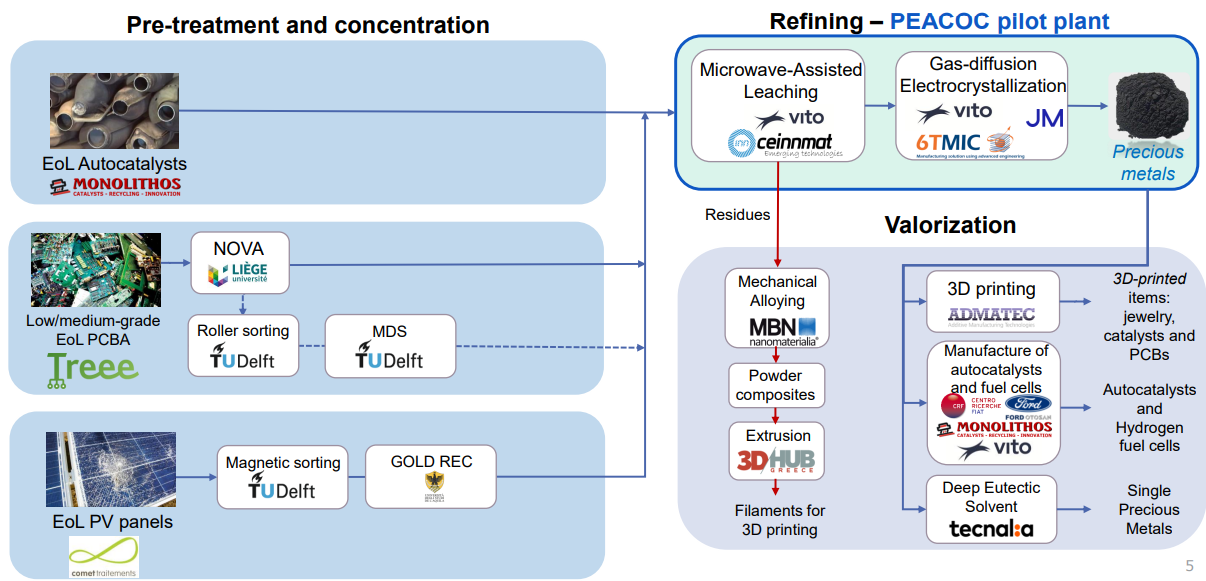 Pre-treatment and concentration
EoL Autocatalysts
MONOLITHOS
CATALYSTS - RECYCLING - INNOVATION
Low/medium-grade
EoL PCBA
Treee
NOVA
LIÈGE
université
Roller sorting
TUDelft
MDS
TUDelft
EoL PV panels
comet traitements
Magnetic sorting
TUDelft
GOLD REC
Refining – PEACOC pilot plant
Microwave-Assisted
Leaching
vito
inn
ceinnmat
Emerging technologies
Gas-diffusion
Electrocrystallization
vito
JM
6TMIC
Manufacturing solution using advanced engineering
Precious
metals
Residues
Valorization
Mechanical
Alloying
MBN
nanomaterialia
Powder
composites
Extrusion
3DHUB
GREECE
Filaments for
3D printing
3D printing
ADMATEC
Additive Manufacturing Technologies
3D-printed
items:
jewelry,
catalysts and
PCBs
Manufacture of
autocatalysts
and fuel cells
CRF
CENTRO
RICERCHE
FIAT
Ford
FORD OTOSAN
MONOLITHOS
CATALYSTS - RECYCLING - INNOVATION
vito
Autocatalysts
and
Hydrogen
fuel cells
Deep Eutectic
Solvent
tecnal:a
Single
Precious
Metals
5